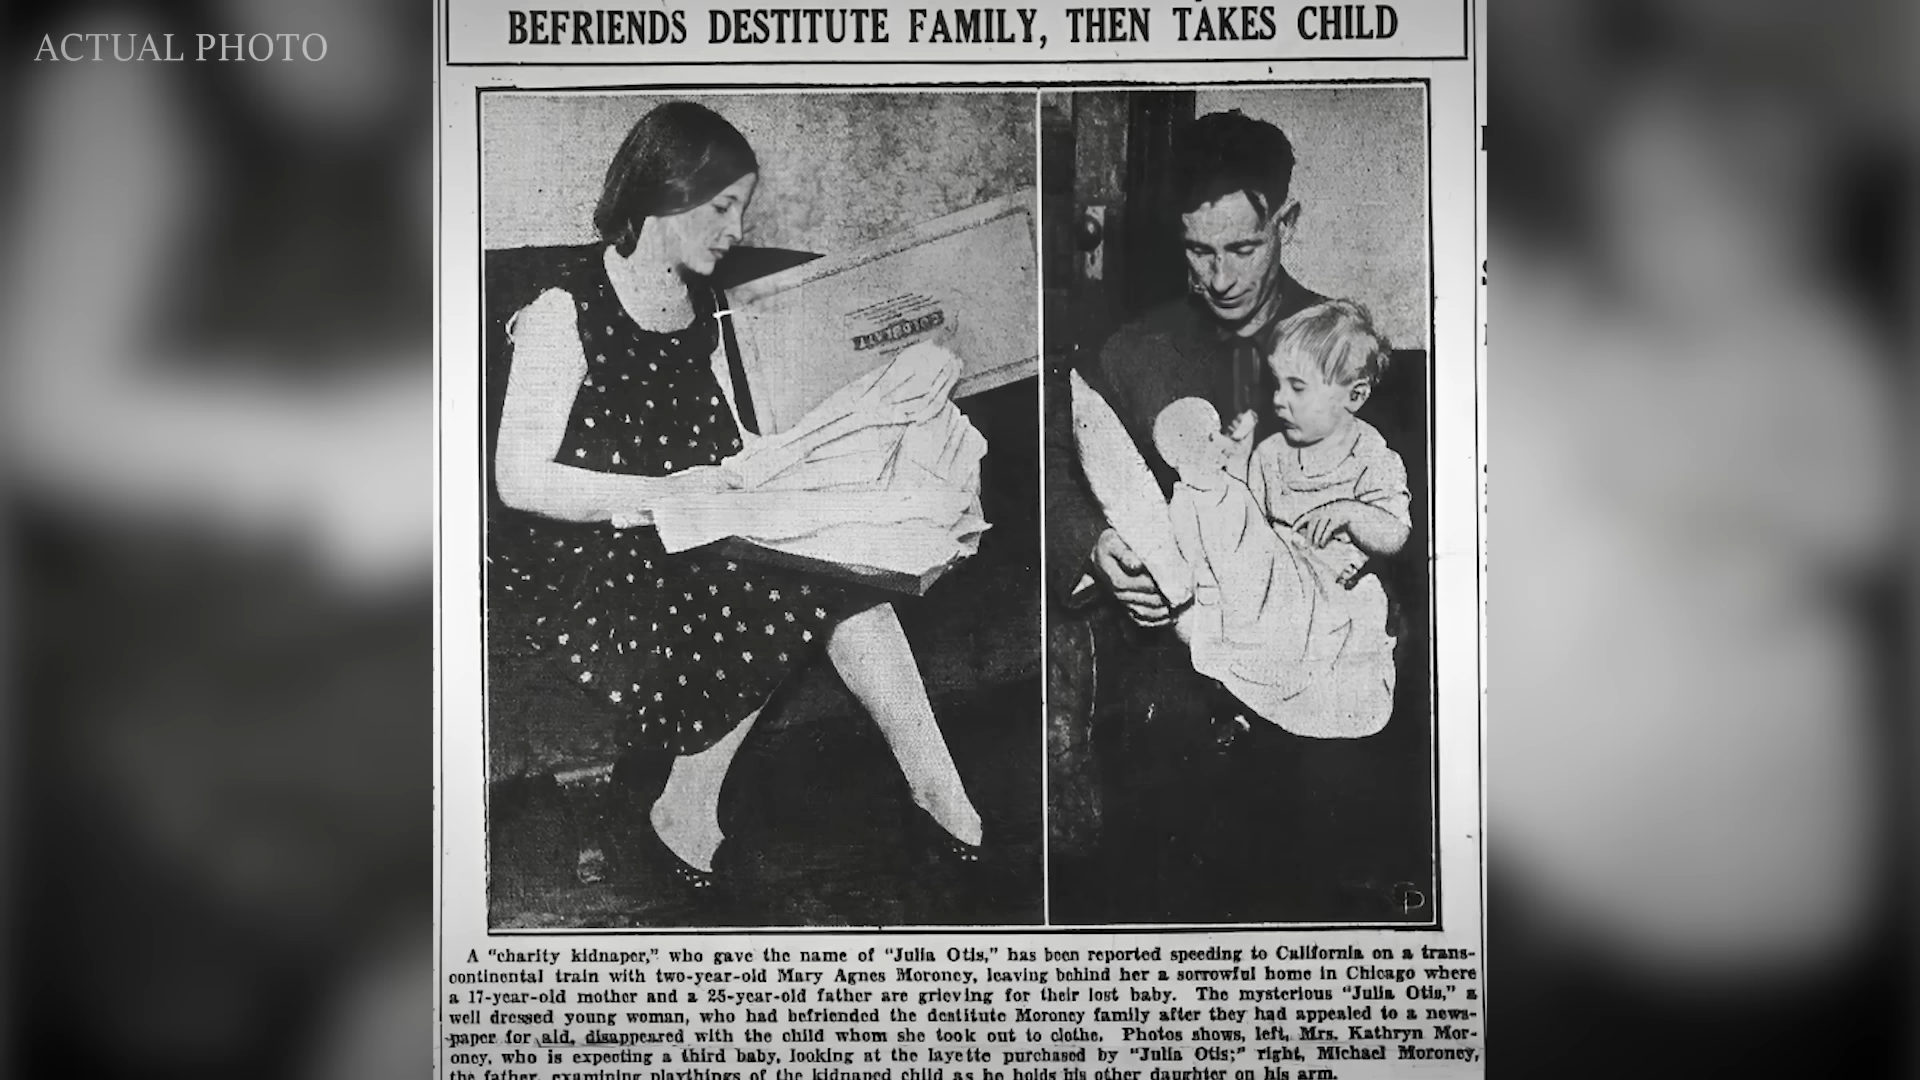 ACTUAL PHOTO
BEFRIENDS DESTITUTE FAMILY, THEN TAKES CHILD
A "charity kidnaper," who gave the name of "Julia Otis," has been reported speeding to California on a trans-
continental train with two-year-old Mary Agnes Moroney, leaving behind her a sorrowful home in Chicago where
a 17-year-old mother and a 25-year-old father are grieving for their lost baby. The mysterious "Julia Otis," a
well dressed young woman, who had befriended the destitute Moroney family after they had appealed to a news-
paper for aid, disappeared with the child whom she took out to clothe. Photos shows, left, Mrs. Kathryn Mor-
oney, who is expecting a third baby, looking at the layette purchased by "Julia Otis;" right, Michael Moroney,
the father, examining playthings of the kidnaped child as he holds his other daughter on his arm.